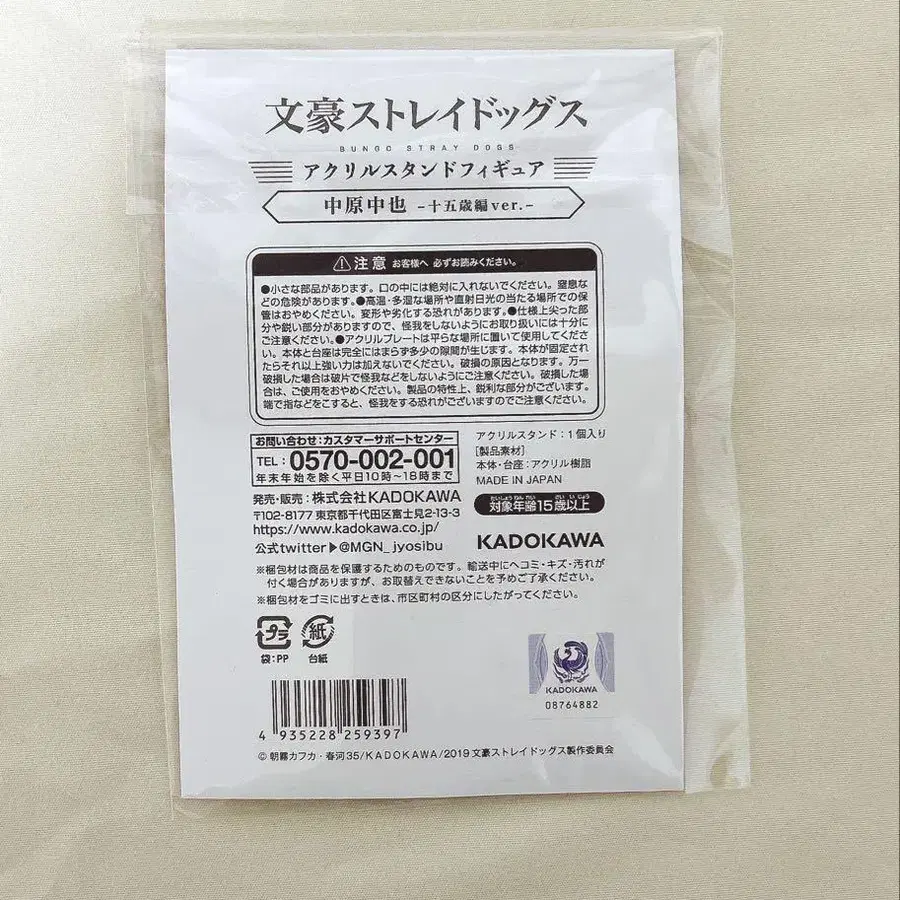 文豪ストレイドッグス
BUNGO STRAY DOGS
アクリルスタンドフィギュア
中原中也 -十五歳編ver.-
⚠注意 お客様へ 必ずお読みください。
●小さな部品があります。口の中には絶対に入れないでください。窒息な
どの危険があります。●高温・多湿な場所や直射日光の当たる場所での保
管はおやめください。変形や劣化する恐れがあります。●仕様上尖った部
分や鋭い部分がありますので、怪我をしないようにお取り扱いには十分に
ご注意ください。●アクリルプレートは平らな場所に置いて使用してくださ
い。本体と台座は完全にはまらず多少の隙間が生じます。本体が固定され
たらそれ以上強い力は加えないでください。破損の原因となります。万一
破損した場合は破片で怪我などをしないようにご注意ください。破損した場
合は、ご使用をおやめください。製品の特性上、鋭利な部分がございます。
端で指などをこすると、怪我をする恐れがございますのでご注意ください。
お問い合わせ:カスタマーサポートセンター
TEL:0570-002-001
年末年始を除く平日10時~18時まで
発売・販売:株式会社KADOKAWA
〒102-8177 東京都千代田区富士見2-13-3
https://www.kadokawa.co.jp/
公式twitter▶@MGN_jyosibu
アクリルスタンド:1個入り
[製品素材]
本体・台座:アクリル樹脂
MADE IN JAPAN
たいしょうねんれい さいいじょう
対象年齢15歳以上
KADOKAWA
※梱包材は商品を保護するためのものです。輸送中にヘコミ・キズ・汚れが
付く場合がありますが、お取替えできないことを予めご了承ください。
※梱包材をゴミに出すときは、市区町村の区分にしたがってください。
プラ 紙
袋:PP 台紙
KADOKAWA
08764882
4 935228 259397
© 朝霧カフカ・春河35/KADOKAWA/2019 文豪ストレイドッグス製作委員会